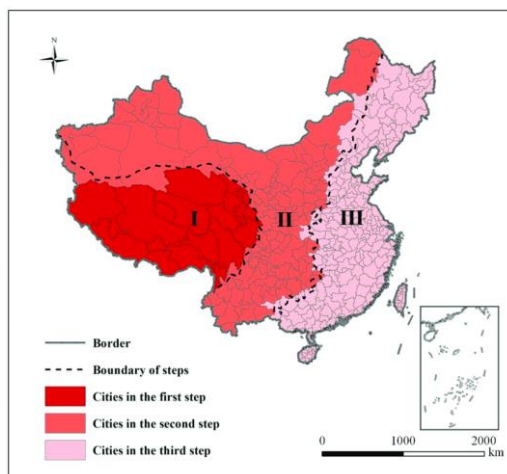 N
I
II
III
Border
Boundary of steps
Cities in the first step
Cities in the second step
Cities in the third step
0 1000 2000
km